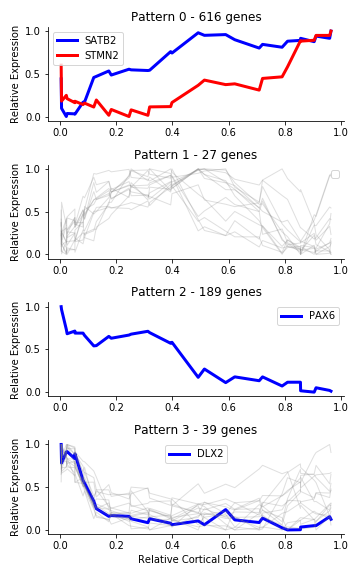 Pattern 0 - 616 genes
Relative Expression
1.0
0.5
0.0
SATB2
STMN2
0.0 0.2 0.4 0.6 0.8 1.0
Pattern 1 - 27 genes
Relative Expression
1.0
0.5
0.0
0.0 0.2 0.4 0.6 0.8 1.0
Pattern 2 - 189 genes
Relative Expression
1.0
0.5
0.0
PAX6
0.0 0.2 0.4 0.6 0.8 1.0
Pattern 3 - 39 genes
Relative Expression
1.0
0.5
0.0
DLX2
0.0 0.2 0.4 0.6 0.8 1.0
Relative Cortical Depth